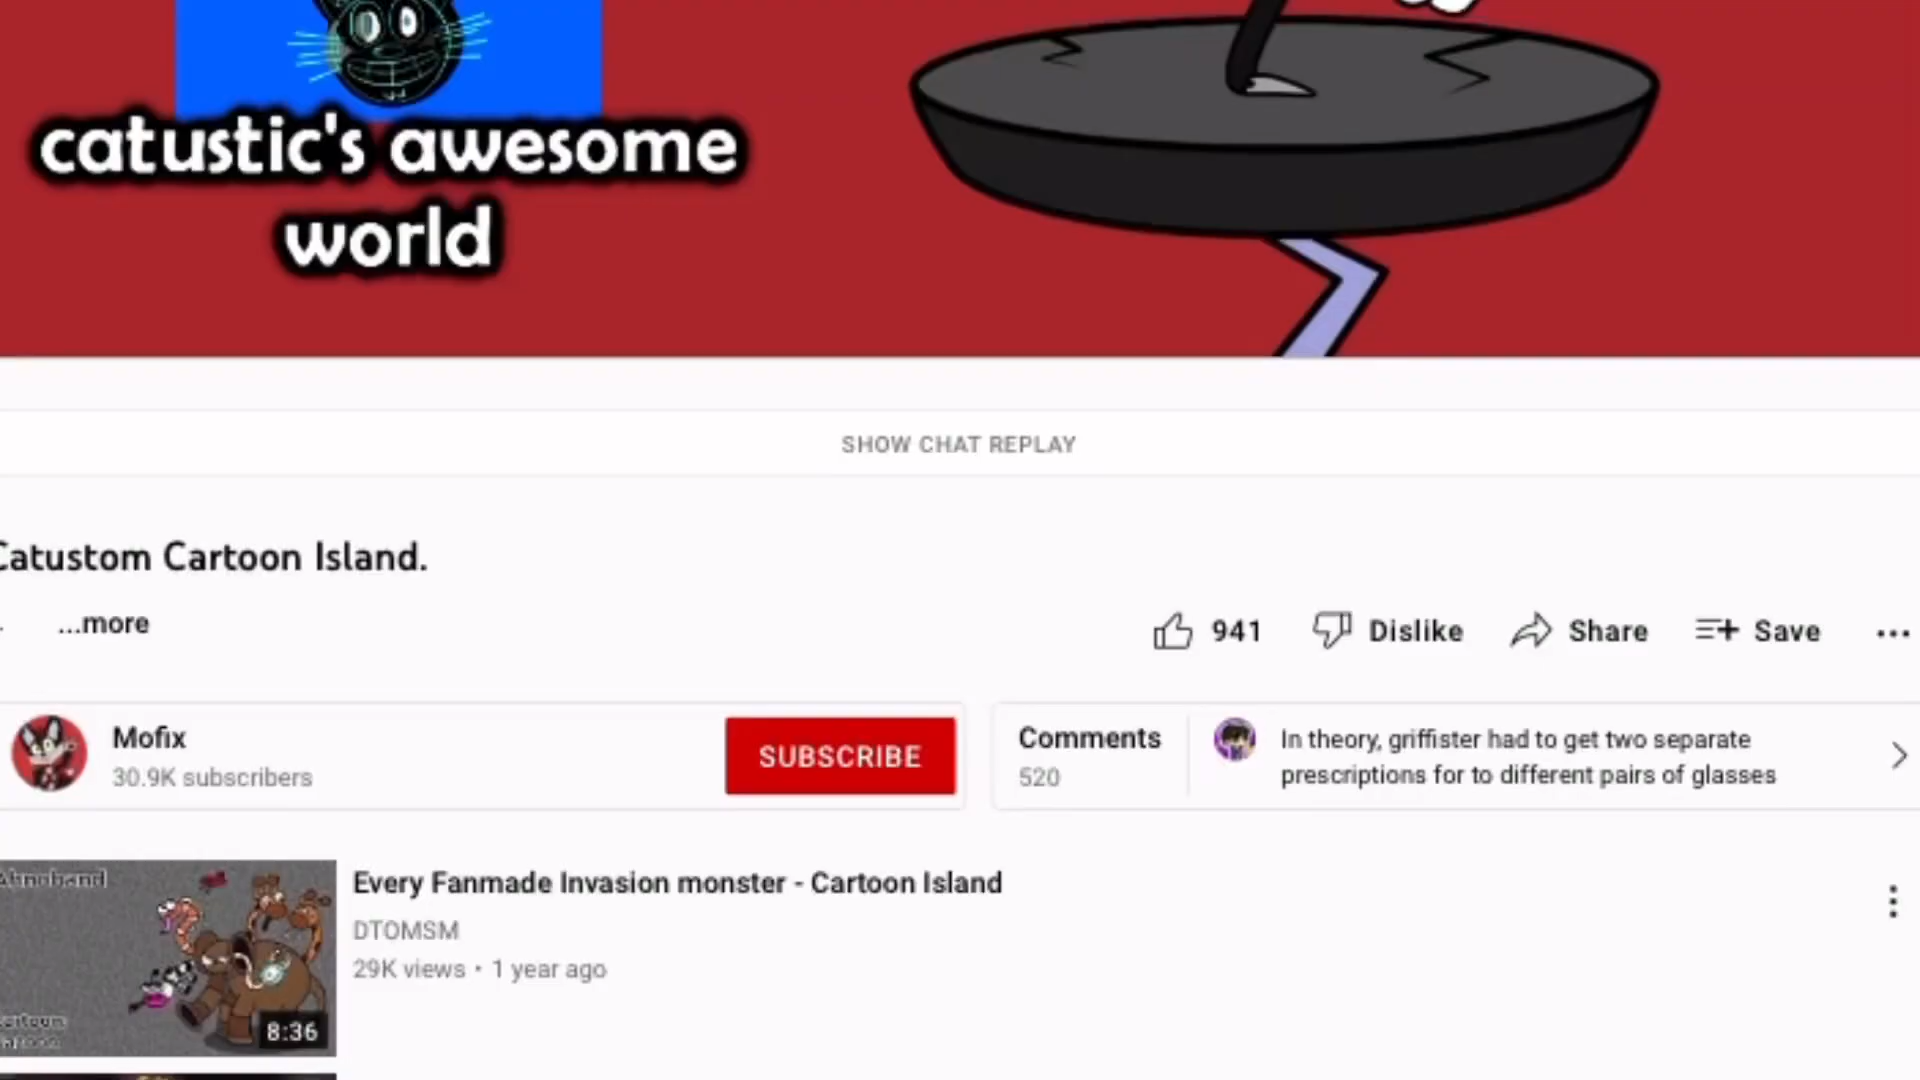 catustic's awesome
world
SHOW CHAT REPLAY
Catustom Cartoon Island.
...more
941
Dislike
Share
Save
Mofix
30.9K subscribers
SUBSCRIBE
Comments
520
In theory, griffister had to get two separate
prescriptions for to different pairs of glasses
Every Fanmade Invasion monster - Cartoon Island
DTOMSM
29K views • 1 year ago
8:36